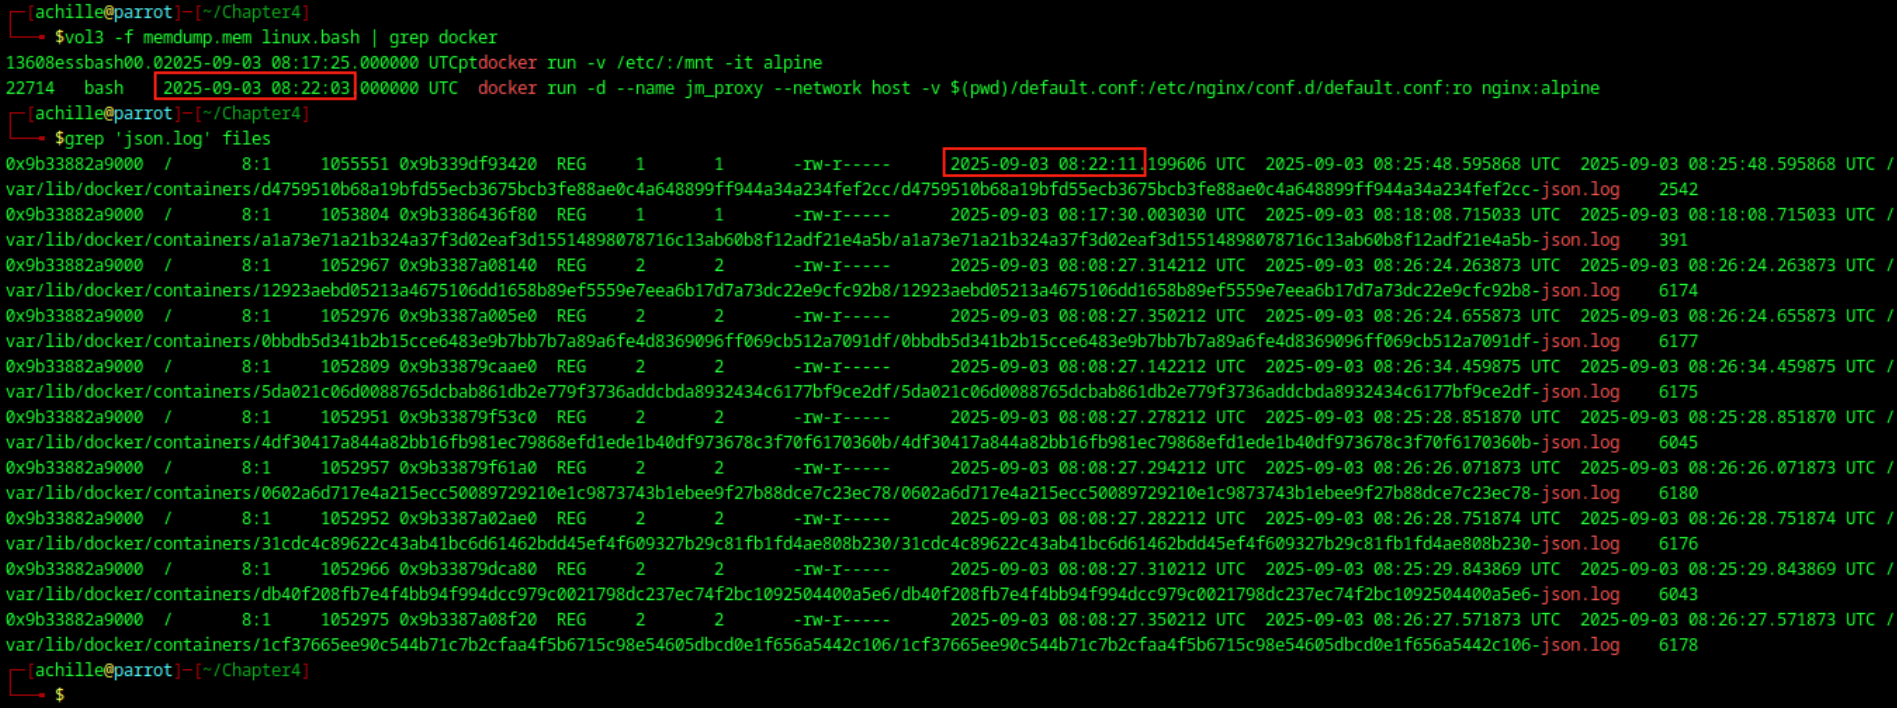 ┌─[achille@parrot]─[~/Chapter4]
└──╼ $vol3 -f memdump.mem linux.bash | grep docker
13608essbash00.02025-09-03 08:17:25.000000 UTCptdocker run -v /etc/:/mnt -it alpine
22714   bash    2025-09-03 08:22:03.000000 UTC  docker run -d --name jm_proxy --network host -v $(pwd)/default.conf:/etc/nginx/conf.d/default.conf:ro nginx:alpine
┌─[achille@parrot]─[~/Chapter4]
└──╼ $grep 'json.log' files
0x9b33882a9000  /       8:1     1055551 0x9b339df93420  REG     1       1       -rw-r-----      2025-09-03 08:22:11.199606 UTC  2025-09-03 08:25:48.595868 UTC  2025-09-03 08:25:48.595868 UTC /
var/lib/docker/containers/d4759510b68a19bfd55ecb3675bcb3fe88ae0c4a648899ff944a34a234fef2cc/d4759510b68a19bfd55ecb3675bcb3fe88ae0c4a648899ff944a34a234fef2cc-json.log    2542
0x9b33882a9000  /       8:1     1053804 0x9b3386436f80  REG     1       1       -rw-r-----      2025-09-03 08:17:30.003030 UTC  2025-09-03 08:18:08.715033 UTC  2025-09-03 08:18:08.715033 UTC /
var/lib/docker/containers/a1a73e71a21b324a37f3d02eaf3d15514898078716c13ab60b8f12adf21e4a5b/a1a73e71a21b324a37f3d02eaf3d15514898078716c13ab60b8f12adf21e4a5b-json.log    391
0x9b33882a9000  /       8:1     1052967 0x9b3387a08140  REG     2       2       -rw-r-----      2025-09-03 08:08:27.314212 UTC  2025-09-03 08:26:24.263873 UTC  2025-09-03 08:26:24.263873 UTC /
var/lib/docker/containers/12923aebd05213a4675106dd1658b89ef5559e7eea6b17d7a73dc22e9cfc92b8/12923aebd05213a4675106dd1658b89ef5559e7eea6b17d7a73dc22e9cfc92b8-json.log    6174
0x9b33882a9000  /       8:1     1052976 0x9b3387a005e0  REG     2       2       -rw-r-----      2025-09-03 08:08:27.350212 UTC  2025-09-03 08:26:24.655873 UTC  2025-09-03 08:26:24.655873 UTC /
var/lib/docker/containers/0bbdb5d341b2b15cce6483e9b7bb7b7a89a6fe4d8369096ff069cb512a7091df/0bbdb5d341b2b15cce6483e9b7bb7b7a89a6fe4d8369096ff069cb512a7091df-json.log    6177
0x9b33882a9000  /       8:1     1052809 0x9b33879caae0  REG     2       2       -rw-r-----      2025-09-03 08:08:27.142212 UTC  2025-09-03 08:26:34.459875 UTC  2025-09-03 08:26:34.459875 UTC /
var/lib/docker/containers/5da021c06d0088765dcbab861db2e779f3736addcbda8932434c6177bf9ce2df/5da021c06d0088765dcbab861db2e779f3736addcbda8932434c6177bf9ce2df-json.log    6175
0x9b33882a9000  /       8:1     1052951 0x9b33879f53c0  REG     2       2       -rw-r-----      2025-09-03 08:08:27.278212 UTC  2025-09-03 08:25:28.851870 UTC  2025-09-03 08:25:28.851870 UTC /
var/lib/docker/containers/4df30417a844a82bb16fb981ec79868efd1ede1b40df973678c3f70f6170360b/4df30417a844a82bb16fb981ec79868efd1ede1b40df973678c3f70f6170360b-json.log    6045
0x9b33882a9000  /       8:1     1052957 0x9b33879f61a0  REG     2       2       -rw-r-----      2025-09-03 08:08:27.294212 UTC  2025-09-03 08:26:26.071873 UTC  2025-09-03 08:26:26.071873 UTC /
var/lib/docker/containers/0602a6d717e4a215ecc50089729210e1c9873743b1ebee9f27b88dce7c23ec78/0602a6d717e4a215ecc50089729210e1c9873743b1ebee9f27b88dce7c23ec78-json.log    6180
0x9b33882a9000  /       8:1     1052952 0x9b3387a02ae0  REG     2       2       -rw-r-----      2025-09-03 08:08:27.282212 UTC  2025-09-03 08:26:28.751874 UTC  2025-09-03 08:26:28.751874 UTC /
var/lib/docker/containers/31cdc4c89622c43ab41bc6d61462bdd45ef4f609327b29c81fb1fd4ae808b230/31cdc4c89622c43ab41bc6d61462bdd45ef4f609327b29c81fb1fd4ae808b230-json.log    6176
0x9b33882a9000  /       8:1     1052966 0x9b33879dca80  REG     2       2       -rw-r-----      2025-09-03 08:08:27.310212 UTC  2025-09-03 08:25:29.843869 UTC  2025-09-03 08:25:29.843869 UTC /
var/lib/docker/containers/db40f208fb7e4f4bb94f994dcc979c0021798dc237ec74f2bc1092504400a5e6/db40f208fb7e4f4bb94f994dcc979c0021798dc237ec74f2bc1092504400a5e6-json.log    6043
0x9b33882a9000  /       8:1     1052975 0x9b3387a08f20  REG     2       2       -rw-r-----      2025-09-03 08:08:27.350212 UTC  2025-09-03 08:26:27.571873 UTC  2025-09-03 08:26:27.571873 UTC /
var/lib/docker/containers/1cf37665ee90c544b71c7b2cfaa4f5b6715c98e54605dbcd0e1f656a5442c106/1cf37665ee90c544b71c7b2cfaa4f5b6715c98e54605dbcd0e1f656a5442c106-json.log    6178
┌─[achille@parrot]─[~/Chapter4]
└──╼ $